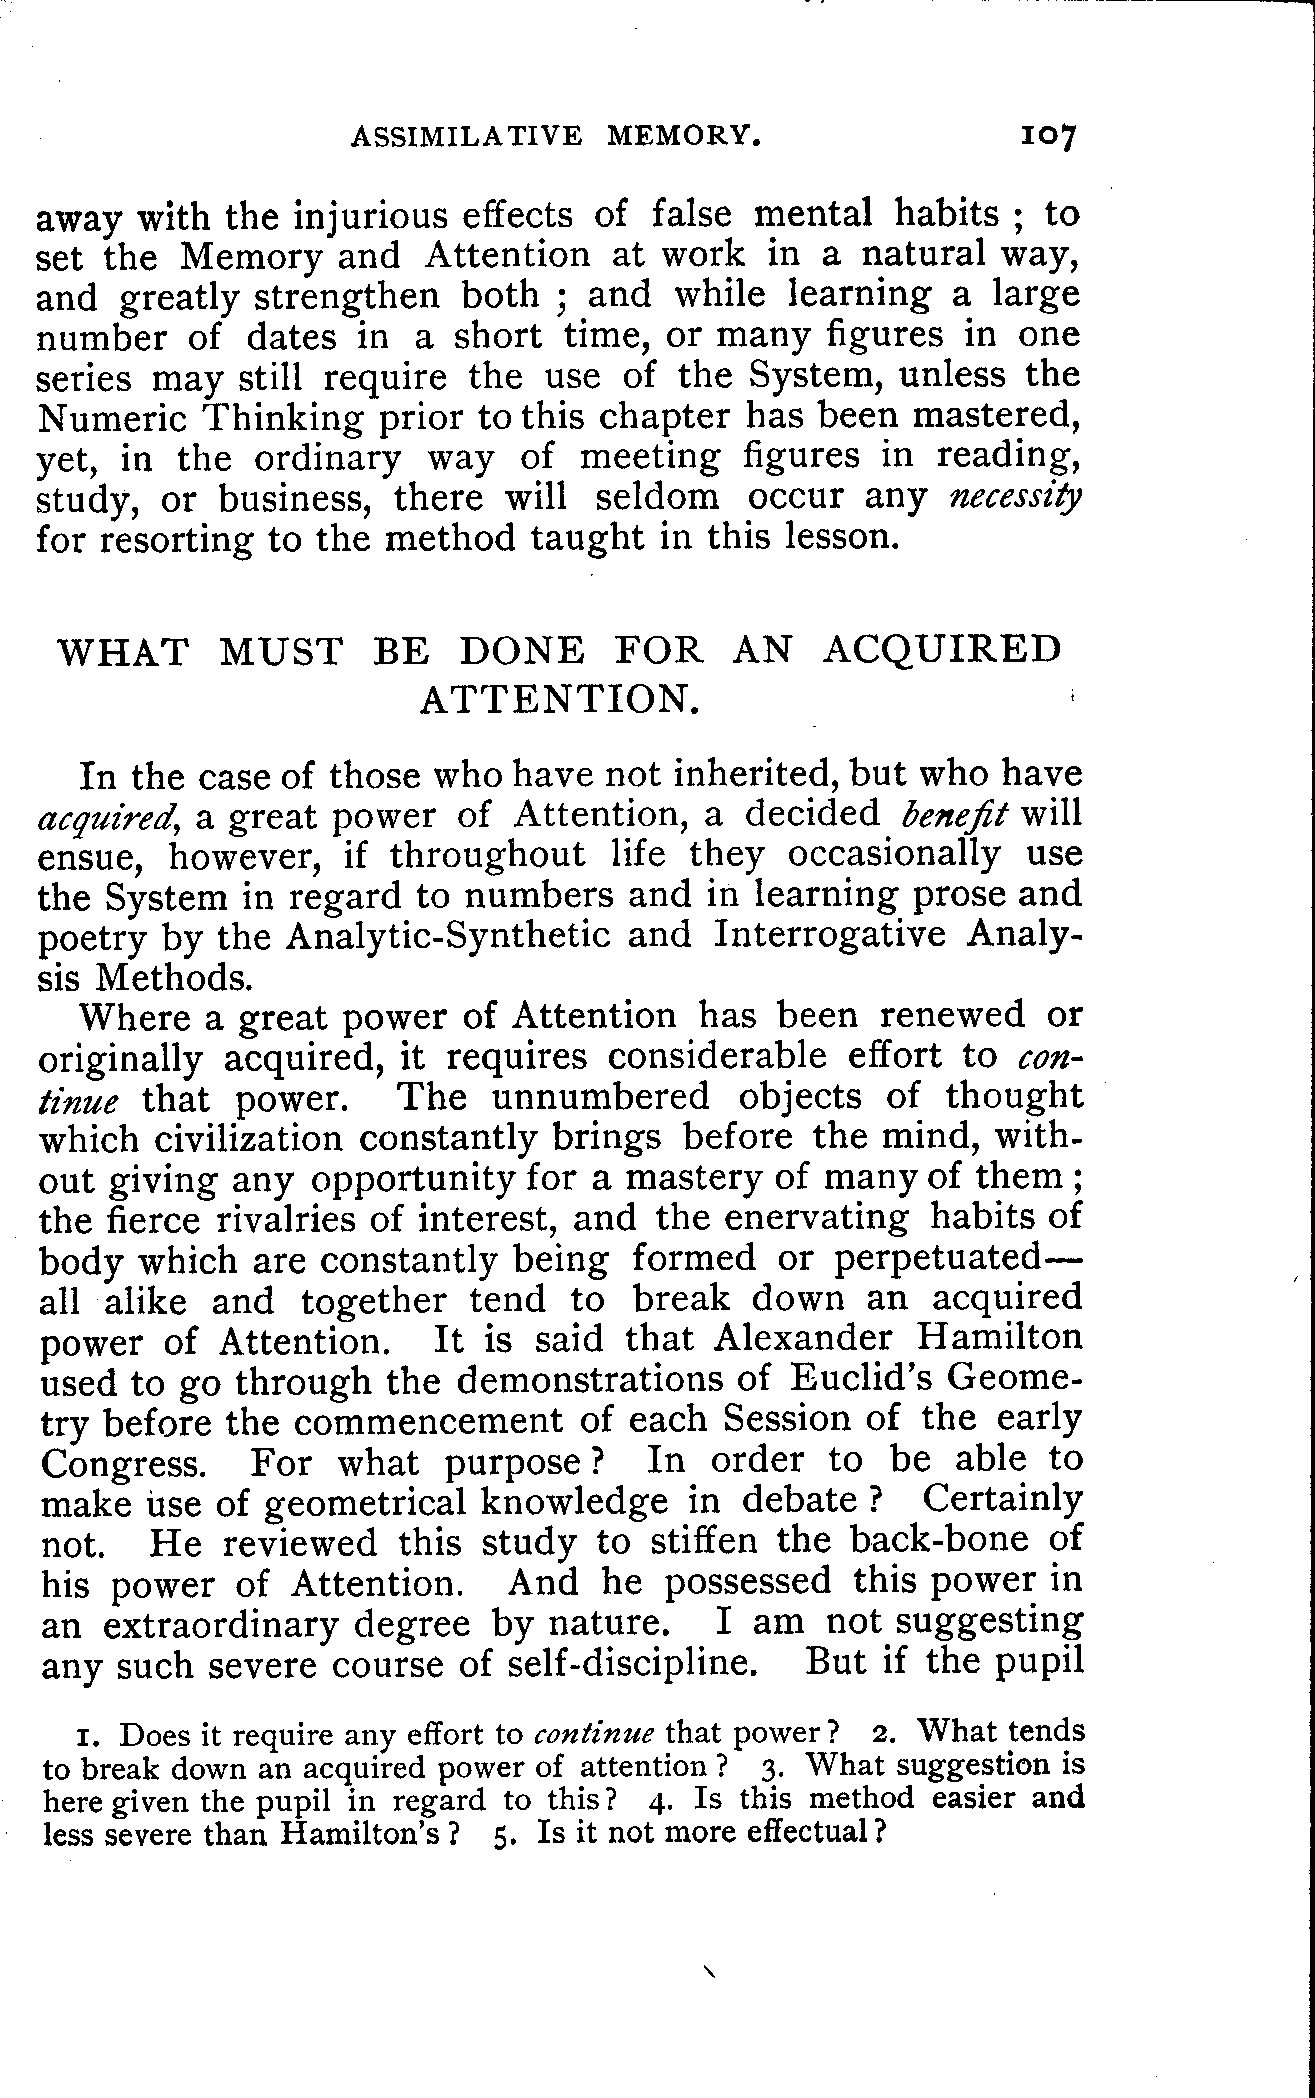 ASSIMILATIVE MEMORY. 107
away with the injurious effects of false mental habits ; to
set the Memory and Attention at work in a natural way,
and greatly strengthen both ; and while learning a large
number of dates in a short time, or many figures in one
series may still require the use of the System, unless the
Numeric Thinking prior to this chapter has been mastered,
yet, in the ordinary way of meeting figures in reading,
study, or business, there will seldom occur any necessity
for resorting to the method taught in this lesson.
WHAT MUST BE DONE FOR AN ACQUIRED
ATTENTION.
In the case of those who have not inherited, but who have
acquired, a great power of Attention, a decided benefit will
ensue, however, if throughout life they occasionally use
the System in regard to numbers and in learning prose and
poetry by the Analytic-Synthetic and Interrogative Analy-
sis Methods.
Where a great power of Attention has been renewed or
originally acquired, it requires considerable effort to con-
tinue that power. The unnumbered objects of thought
which civilization constantly brings before the mind, with-
out giving any opportunity for a mastery of many of them ;
the fierce rivalries of interest, and the enervating habits of
body which are constantly being formed or perpetuated—
all alike and together tend to break down an acquired
power of Attention. It is said that Alexander Hamilton
used to go through the demonstrations of Euclid's Geome-
try before the commencement of each Session of the early
Congress. For what purpose ? In order to be able to
make use of geometrical knowledge in debate ? Certainly
not. He reviewed this study to stiffen the back-bone of
his power of Attention. And he possessed this power in
an extraordinary degree by nature. I am not suggesting
any such severe course of self-discipline. But if the pupil
1. Does it require any effort to continue that power ? 2. What tends
to break down an acquired power of attention ? 3. What suggestion is
here given the pupil in regard to this? 4. Is this method easier and
less severe than Hamilton's ? 5. Is it not more effectual ?